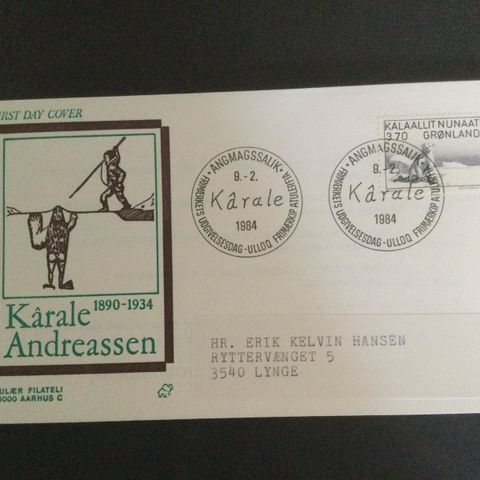 FIRST DAY COVER
Kârale 1890-1934
Andreassen
FILATELI
AARHUS C
ANGMAGSSALIK
9.-2.
Kârale
1984
FRIMÆRKETS UDGIVELSESDAG - ULLOQ FRIMÆRKIP ATULERFIA
KALAALLIT NUNAAT
3.70 GRØNLAND
ANGMAGSSALIK
9.-2.
Kârale
1984
FRIMÆRKETS UDGIVELSESDAG - ULLOQ FRIMÆRKIP ATULERFIA
HR. ERIK KELVIN HANSEN
RYTTERVÆNGET 5
3540 LYNGE